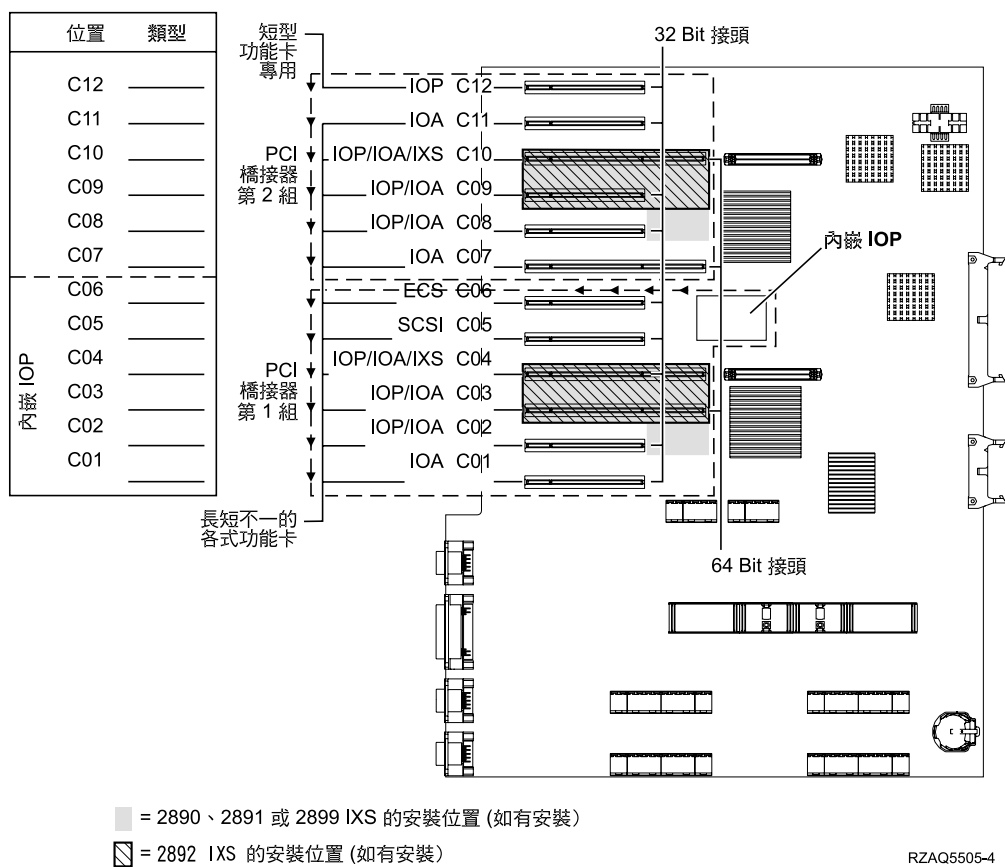 位置 類型
C12
C11
C10
C09
C08
C07
C06
C05
C04
C03
C02
C01
內嵌 IOP
短型
功能卡
專用
32 Bit 接頭
IOP C12
IOA C11
IOP/IOA/IXS C10
IOP/IOA C09
IOP/IOA C08
IOA C07
PCI
橋接器
第 2 組
內嵌 IOP
ECS C06
SCSI C05
IOP/IOA/IXS C04
IOP/IOA C03
IOP/IOA C02
IOA C01
PCI
橋接器
第 1 組
長短不一的
各式功能卡
64 Bit 接頭
= 2890、2891 或 2899 IXS 的安裝位置 (如有安裝)
= 2892 IXS 的安裝位置 (如有安裝)
RZAQ5505-4